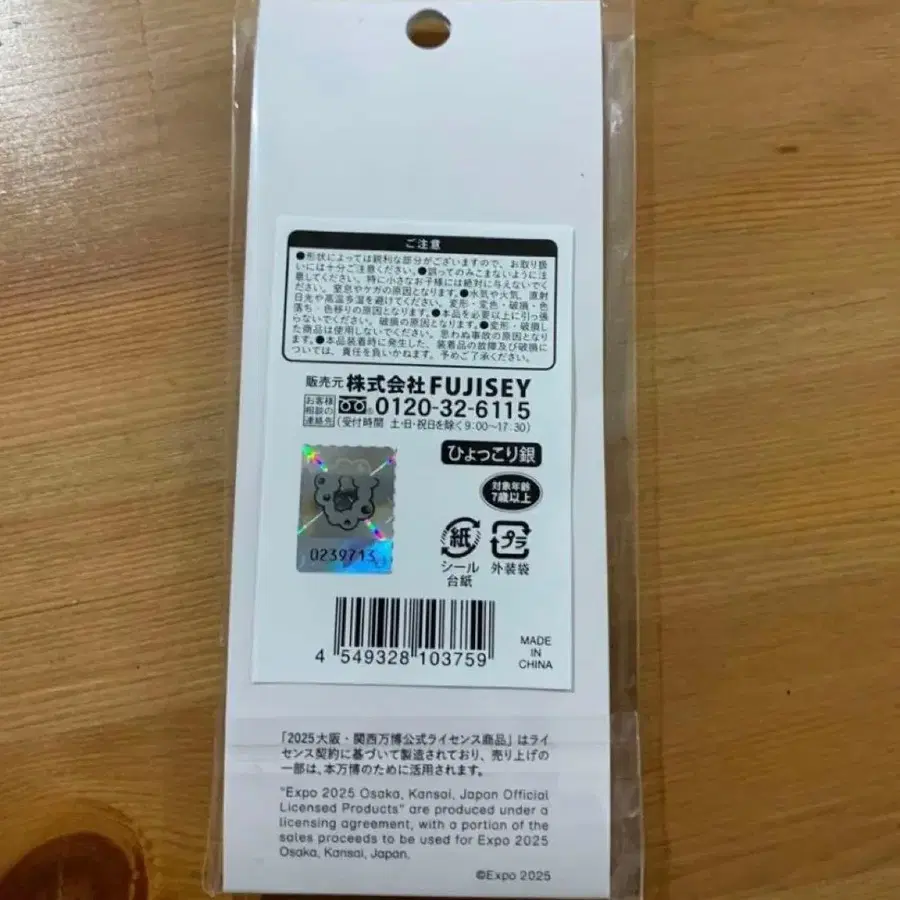 ご注意
●形状によっては鋭利な部分がございますので、お取り扱
いには十分ご注意ください。●誤ってのみこまないように注
意してください。特に小さなお子様には絶対に与えないでく
ださい。窒息やケガの原因となります。●水気や火気、直射
日光や高温多湿を避けてください。変形・変色・破損・色
落ち・色移りの原因となります。●本品を必要以上に引っ張
らないでください。破損の原因となります。●変形・破損し
た商品は使用しないでください。思わぬ事故の原因となりま
す。●本品装着時に発生した、装着品の故障及び破損に
ついては、責任を負いかねます。予めご了承ください。
販売元 株式会社FUJISEY
お客様相談の連絡先 0120-32-6115
(受付時間 土・日・祝日を除く9:00〜17:30)
ひょっこり銀
対象年齢
7歳以上
0239713
紙 プラ
シール台紙 外装袋
4 549328 103759
MADE
IN
CHINA
「2025大阪・関西万博公式ライセンス商品」はライ
センス契約に基づいて製造されており、売り上げの
一部は、本万博のために活用されます。
"Expo 2025 Osaka, Kansai, Japan Official
Licensed Products" are produced under a
licensing agreement, with a portion of the
sales proceeds to be used for Expo 2025
Osaka, Kansai, Japan.
©Expo 2025